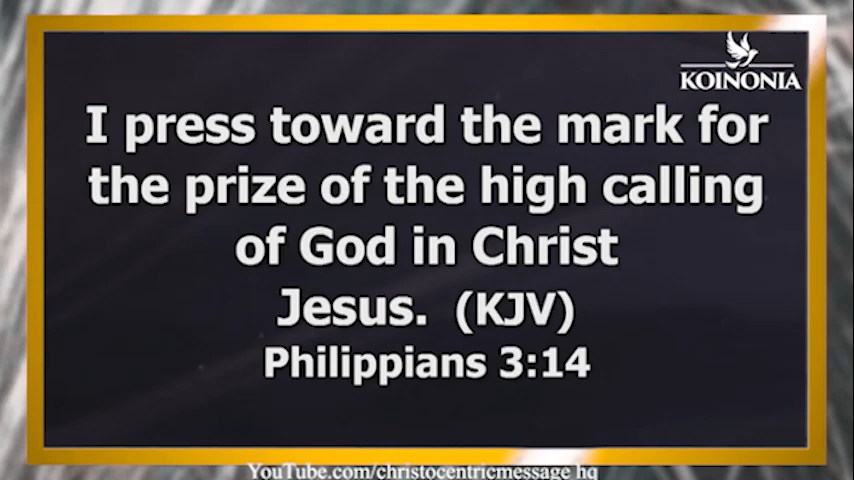 KOINONIA
I press toward the mark for
the prize of the high calling
of God in Christ
Jesus. (KJV)
Philippians 3:14
YouTube.com/christocentricmessage hq